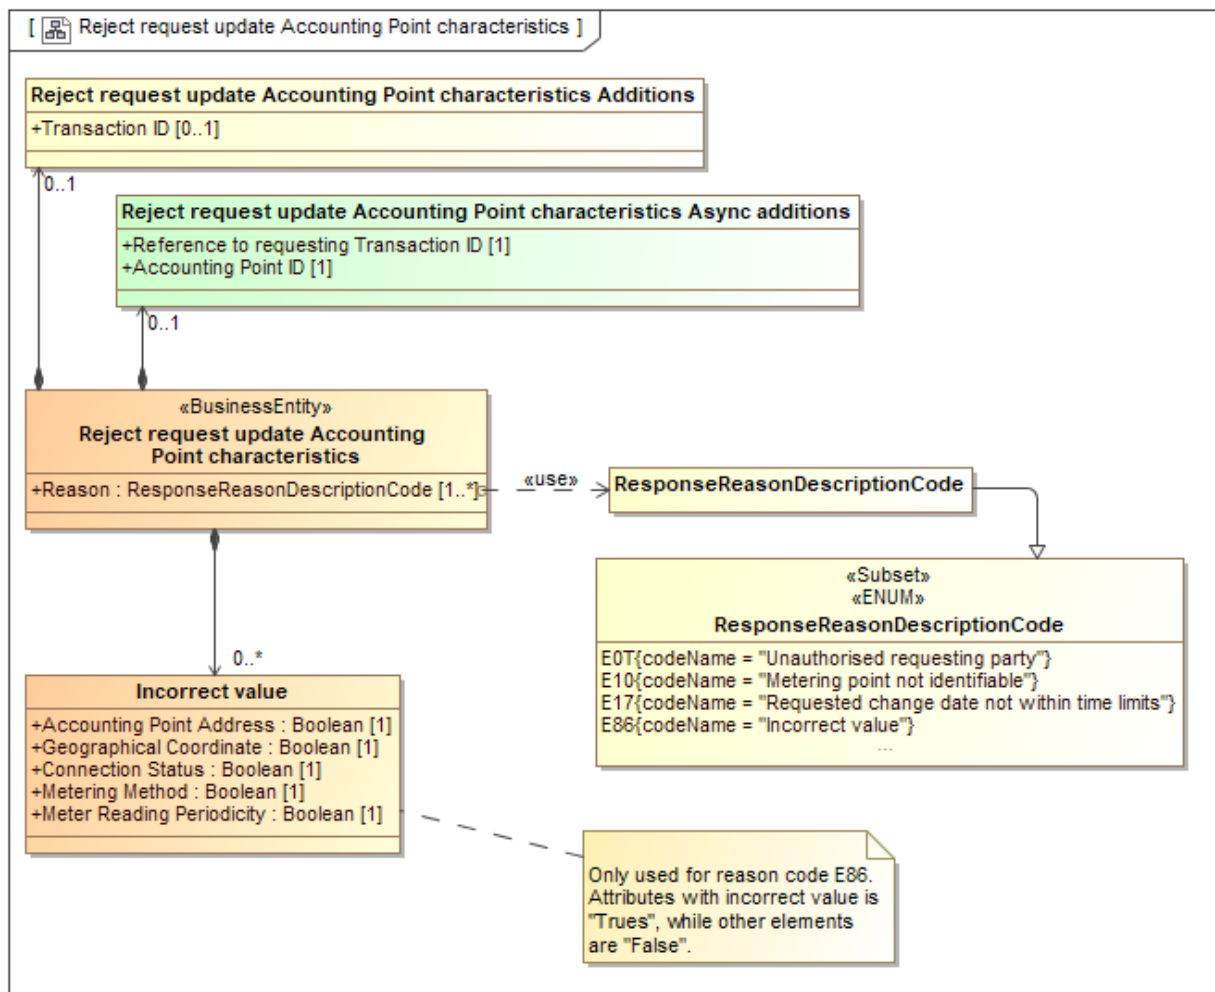 [ Reject request update Accounting Point characteristics ]
Reject request update Accounting Point characteristics Additions
+Transaction ID [0..1]
0..1
Reject request update Accounting Point characteristics Async additions
+Reference to requesting Transaction ID [1]
+Accounting Point ID [1]
0..1
«BusinessEntity»
Reject request update Accounting
Point characteristics
+Reason : ResponseReasonDescriptionCode [1..*]
«use»
ResponseReasonDescriptionCode
«Subset»
«ENUM»
ResponseReasonDescriptionCode
E0T{codeName = "Unauthorised requesting party"}
E10{codeName = "Metering point not identifiable"}
E17{codeName = "Requested change date not within time limits"}
E86{codeName = "Incorrect value"}
...
0..*
Incorrect value
+Accounting Point Address : Boolean [1]
+Geographical Coordinate : Boolean [1]
+Connection Status : Boolean [1]
+Metering Method : Boolean [1]
+Meter Reading Periodicity : Boolean [1]
Only used for reason code E86.
Attributes with incorrect value is
"Trues", while other elements
are "False".